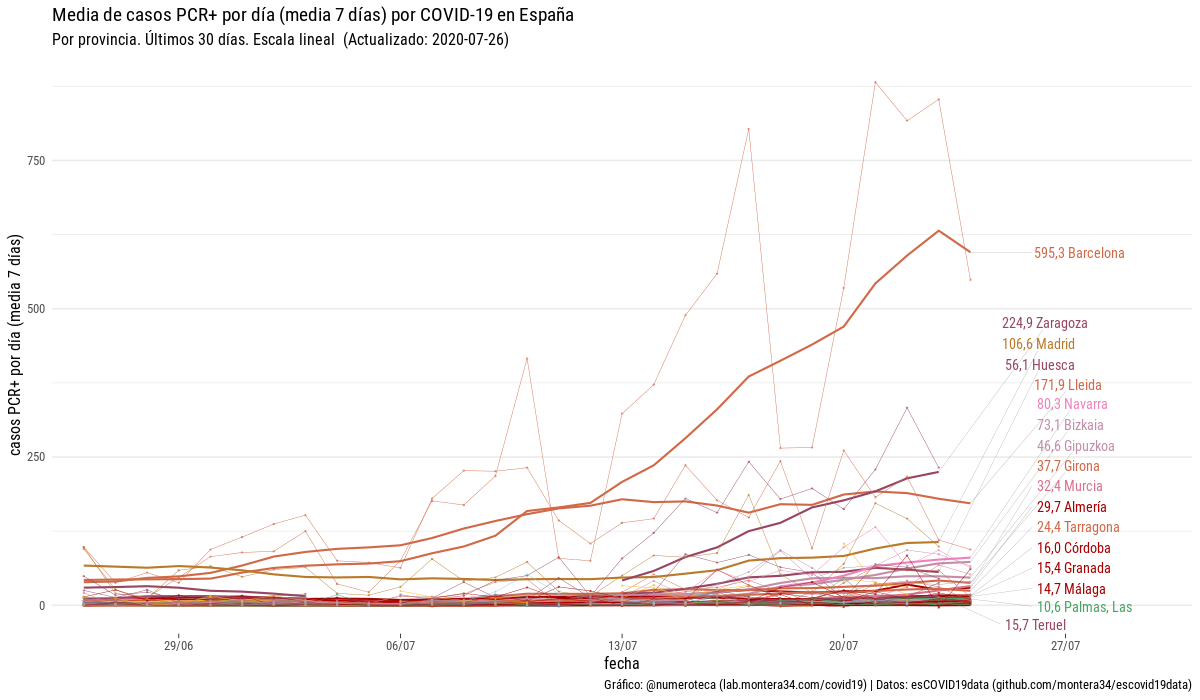 Media de casos PCR+ por día (media 7 días) por COVID-19 en España
Por provincia. Últimos 30 días. Escala lineal  (Actualizado: 2020-07-26)
casos PCR+ por día (media 7 días)
750
500
250
0
595,3 Barcelona
224,9 Zaragoza
106,6 Madrid
56,1 Huesca
171,9 Lleida
80,3 Navarra
73,1 Bizkaia
46,6 Gipuzkoa
37,7 Girona
32,4 Murcia
29,7 Almería
24,4 Tarragona
16,0 Córdoba
15,4 Granada
14,7 Málaga
10,6 Palmas, Las
15,7 Teruel
29/06
06/07
13/07
20/07
27/07
fecha
Gráfico: @numeroteca (lab.montera34.com/covid19) | Datos: esCOVID19data (github.com/montera34/escovid19data)